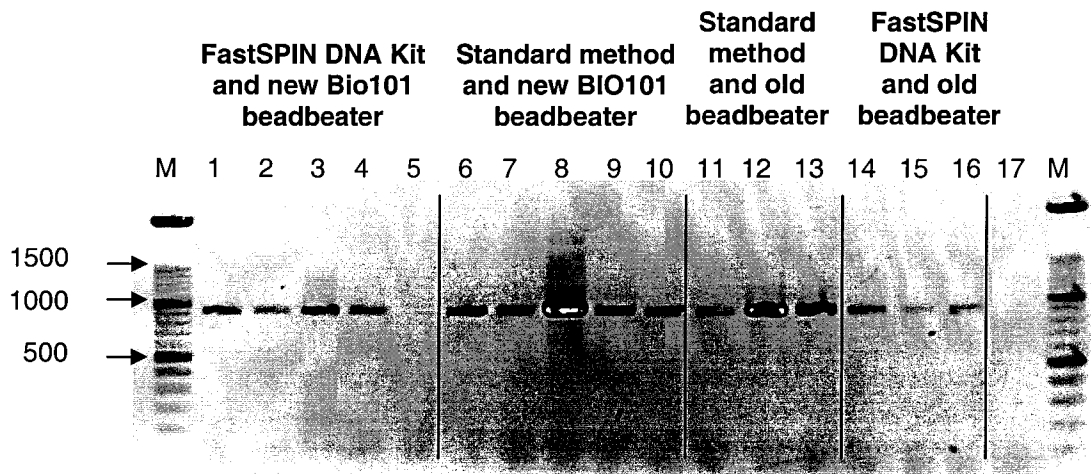 FastSPIN DNA Kit
and new Bio101
beadbeater
Standard method
and new BIO101
beadbeater
Standard
method
and old
beadbeater
FastSPIN
DNA Kit
and old
beadbeater
M 1 2 3 4 5 6 7 8 9 10 11 12 13 14 15 16 17 M
1500
1000
500